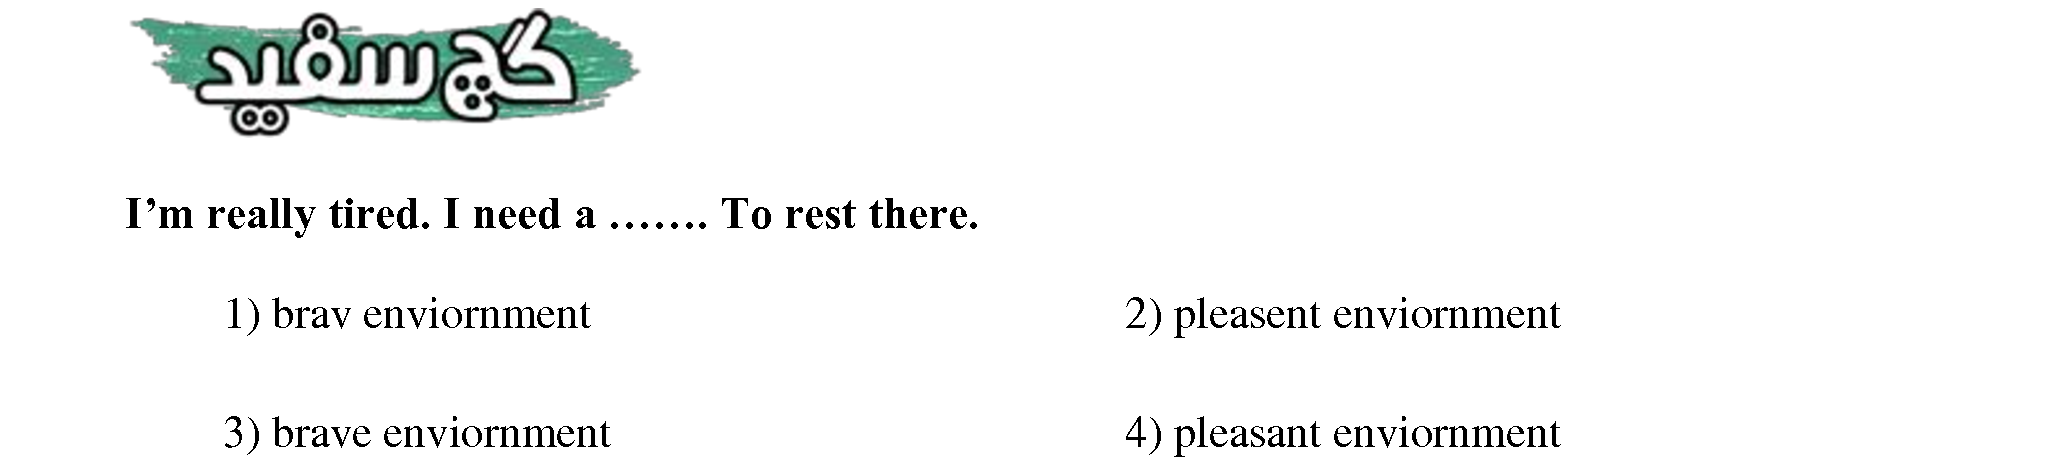 گچ سفید
I’m really tired. I need a ……. To rest there.
1) brav enviornment
2) pleasent enviornment
3) brave enviornment
4) pleasant enviornment